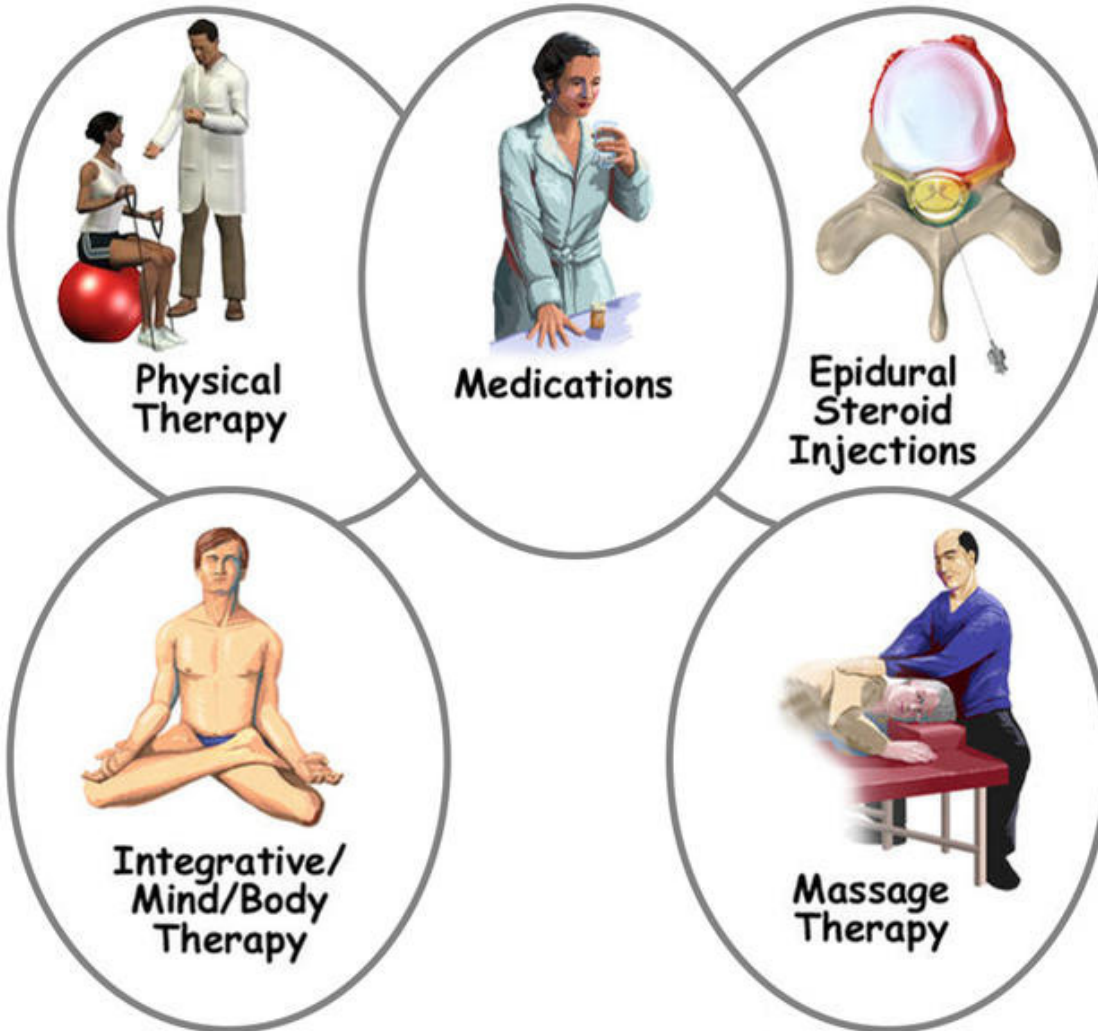 Physical
Therapy
Medications
Epidural
Steroid
Injections
Integrative/
Mind/Body
Therapy
Massage
Therapy